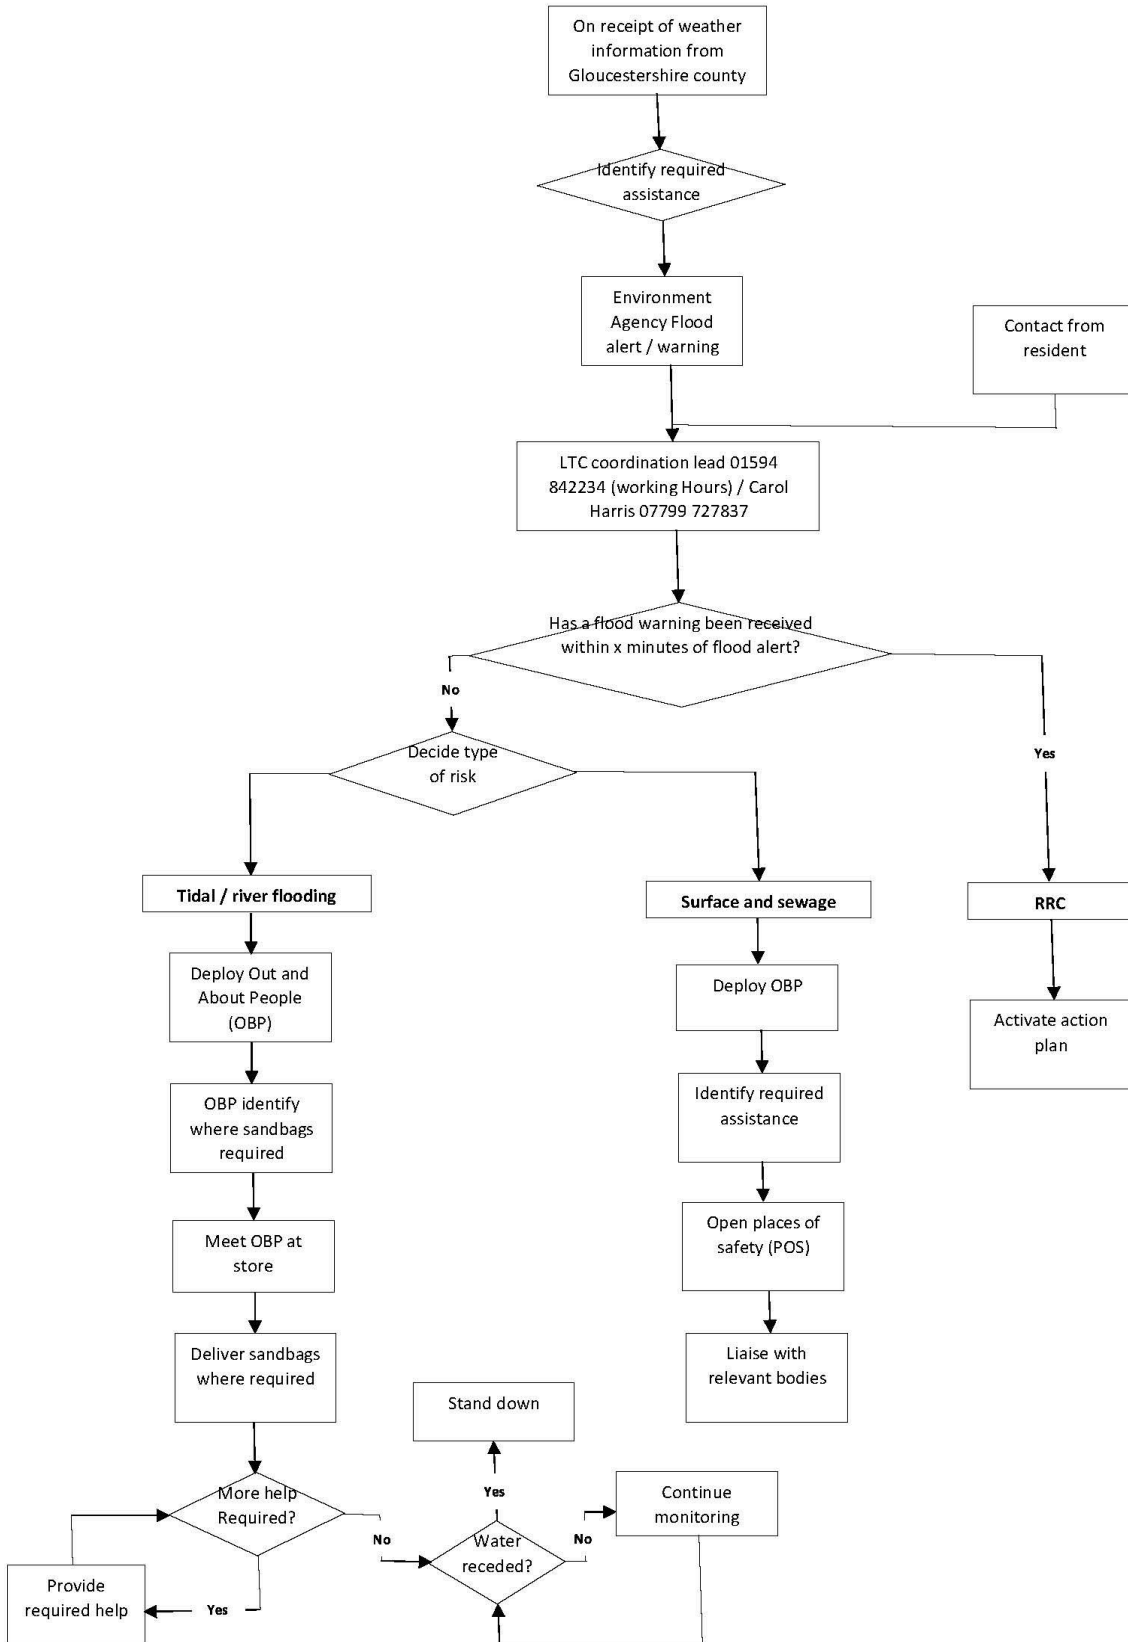 On receipt of weather
information from
Gloucestershire county
Identify required
assistance
Environment
Agency Flood
alert / warning
Contact from
resident
LTC coordination lead 01594
842234 (working Hours) / Carol
Harris 07799 727837
Has a flood warning been received
within x minutes of flood alert?
No
Yes
Decide type
of risk
Tidal / river flooding
Surface and sewage
RRC
Deploy Out and
About People
(OBP)
Deploy OBP
Activate action
plan
OBP identify
where sandbags
required
Identify required
assistance
Meet OBP at
store
Open places of
safety (POS)
Deliver sandbags
where required
Liaise with
relevant bodies
Stand down
More help
Required?
Yes
Continue
monitoring
No
Water
receded?
No
Provide
required help
Yes